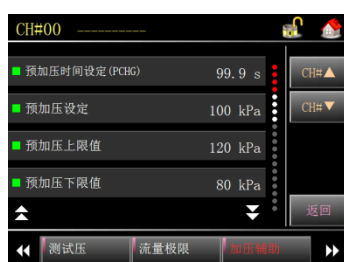 CH#00 ----------
预加压时间设定(PCHG) 99.9 s
CH#▲
预加压设定 100 kPa
CH#▼
预加压上限值 120 kPa
预加压下限值 80 kPa
返回
测试压 流量极限 加压辅助